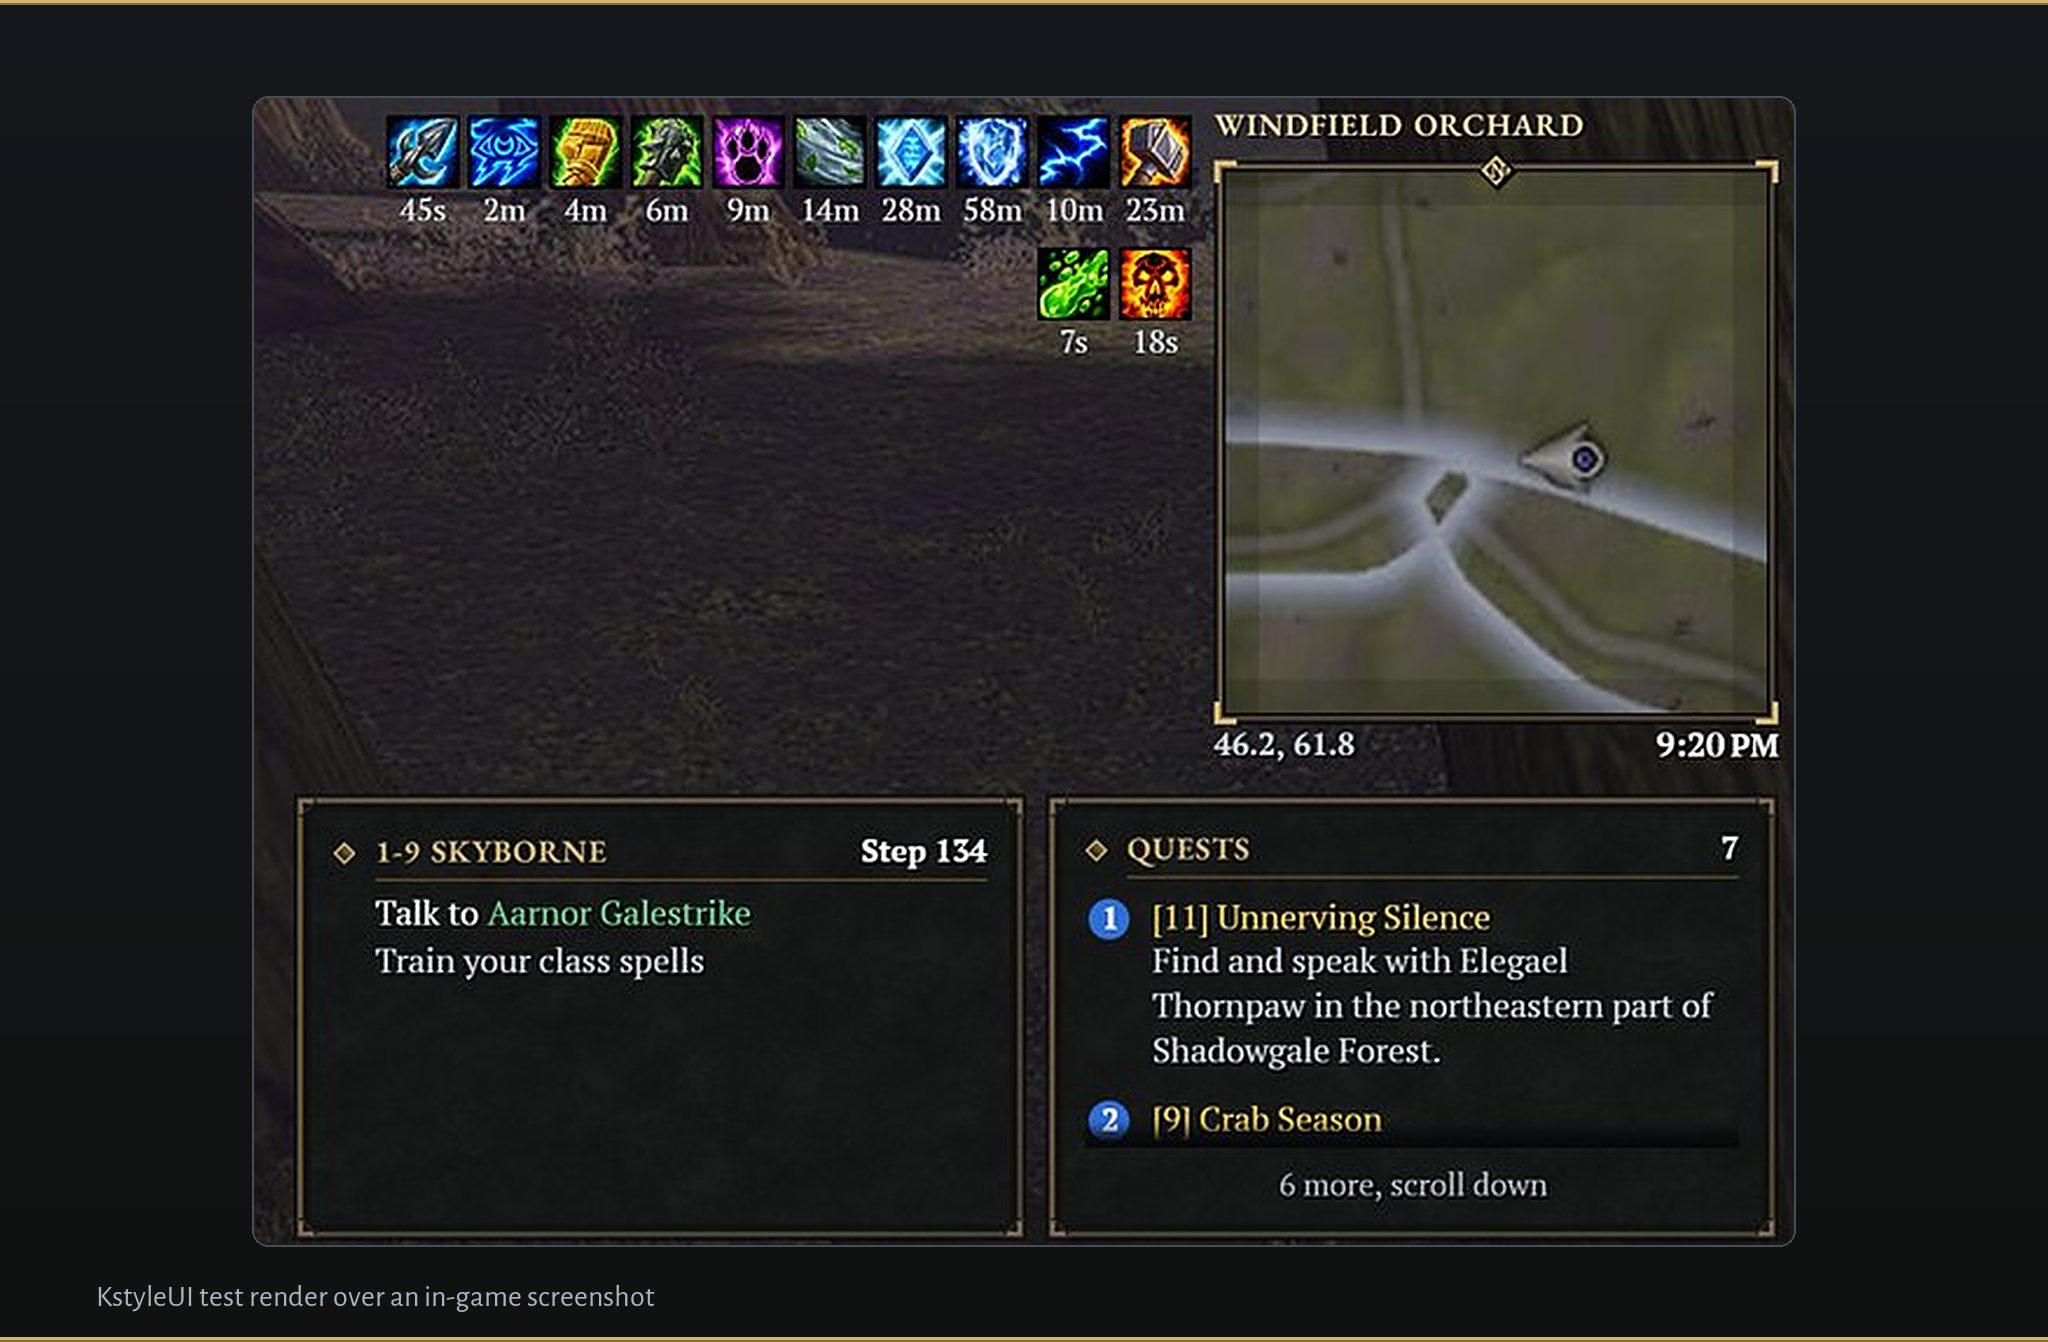 WINDFIELD ORCHARD
45s 2m 4m 6m 9m 14m 28m 58m 10m 23m
7s 18s
N
46.2, 61.8 9:20 PM
1-9 SKYBORNE Step 134
Talk to Aarnor Galestrike
Train your class spells
QUESTS 7
1 [11] Unnerving Silence
Find and speak with Elegael
Thornpaw in the northeastern part of
Shadowgale Forest.
2 [9] Crab Season
6 more, scroll down
KstyleUI test render over an in-game screenshot